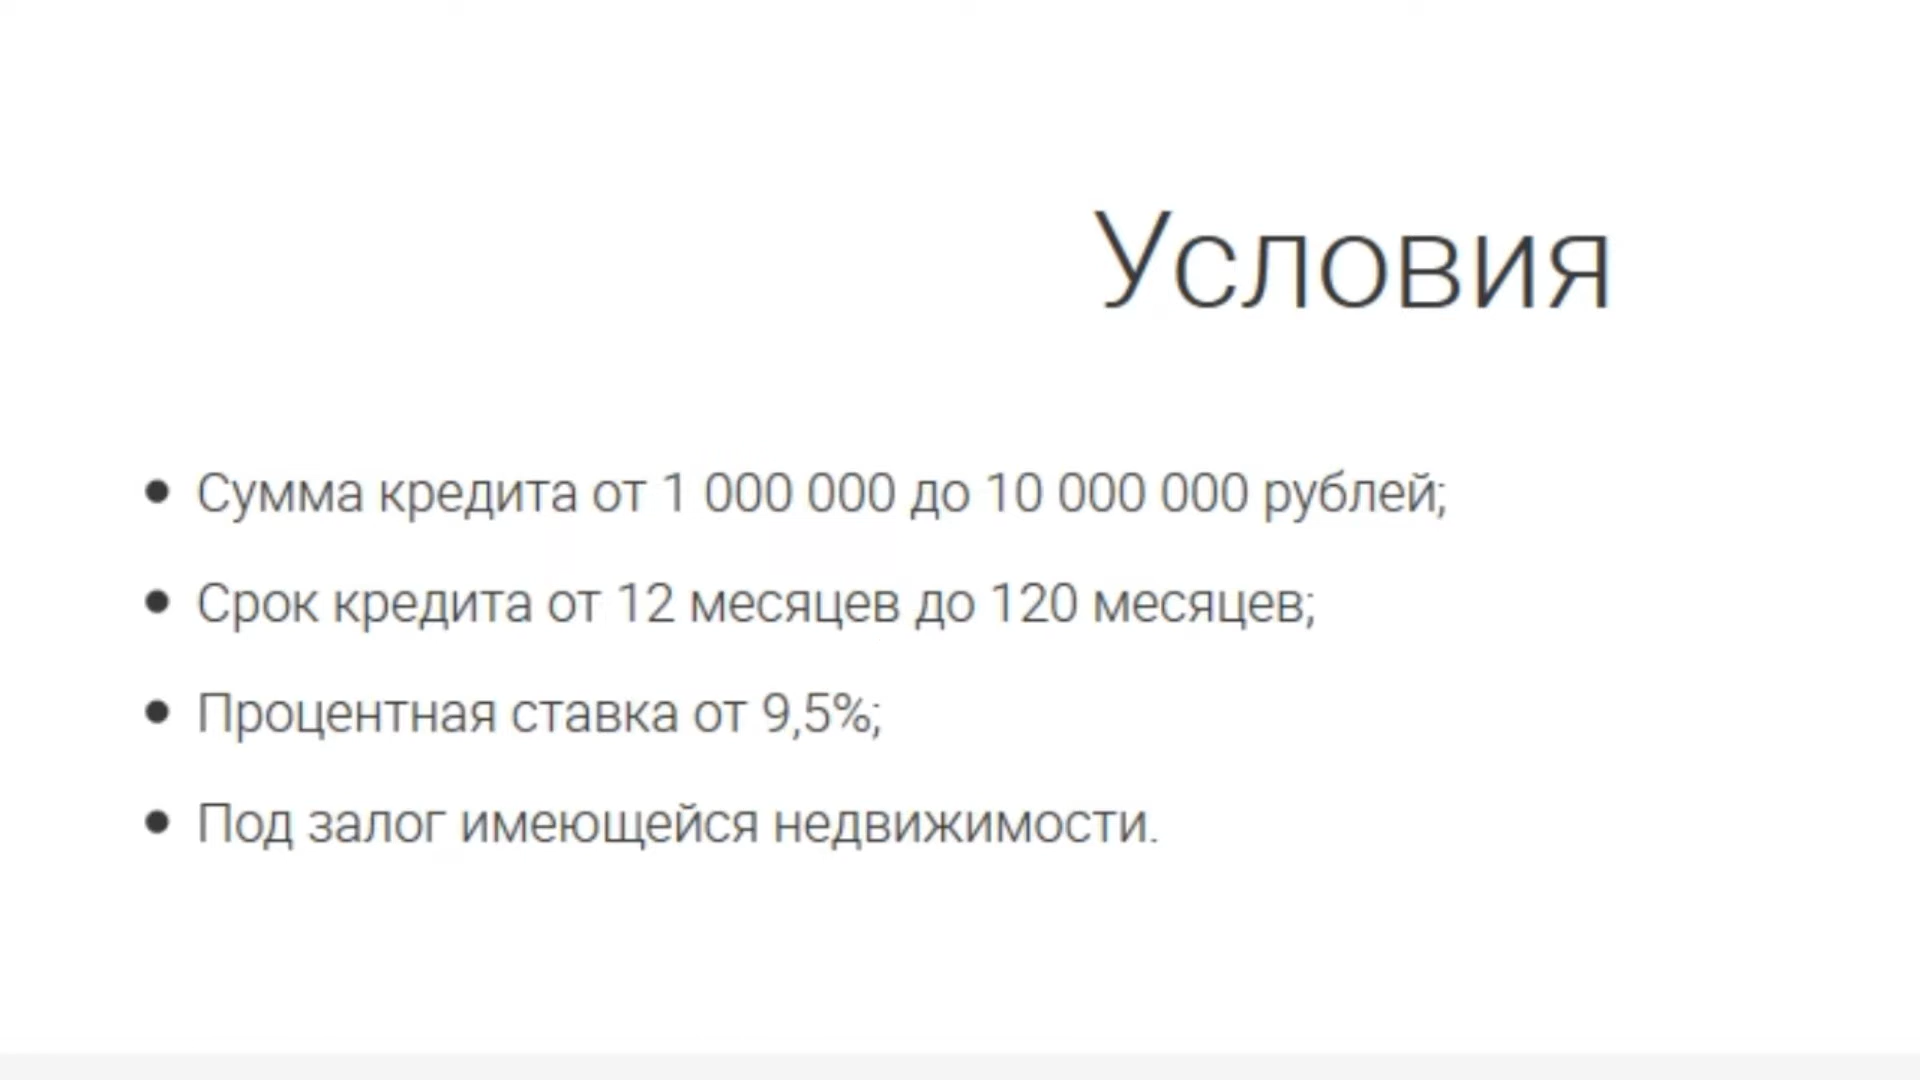 Условия
● Сумма кредита от 1 000 000 до 10 000 000 рублей;
● Срок кредита от 12 месяцев до 120 месяцев;
● Процентная ставка от 9,5%;
● Под залог имеющейся недвижимости.